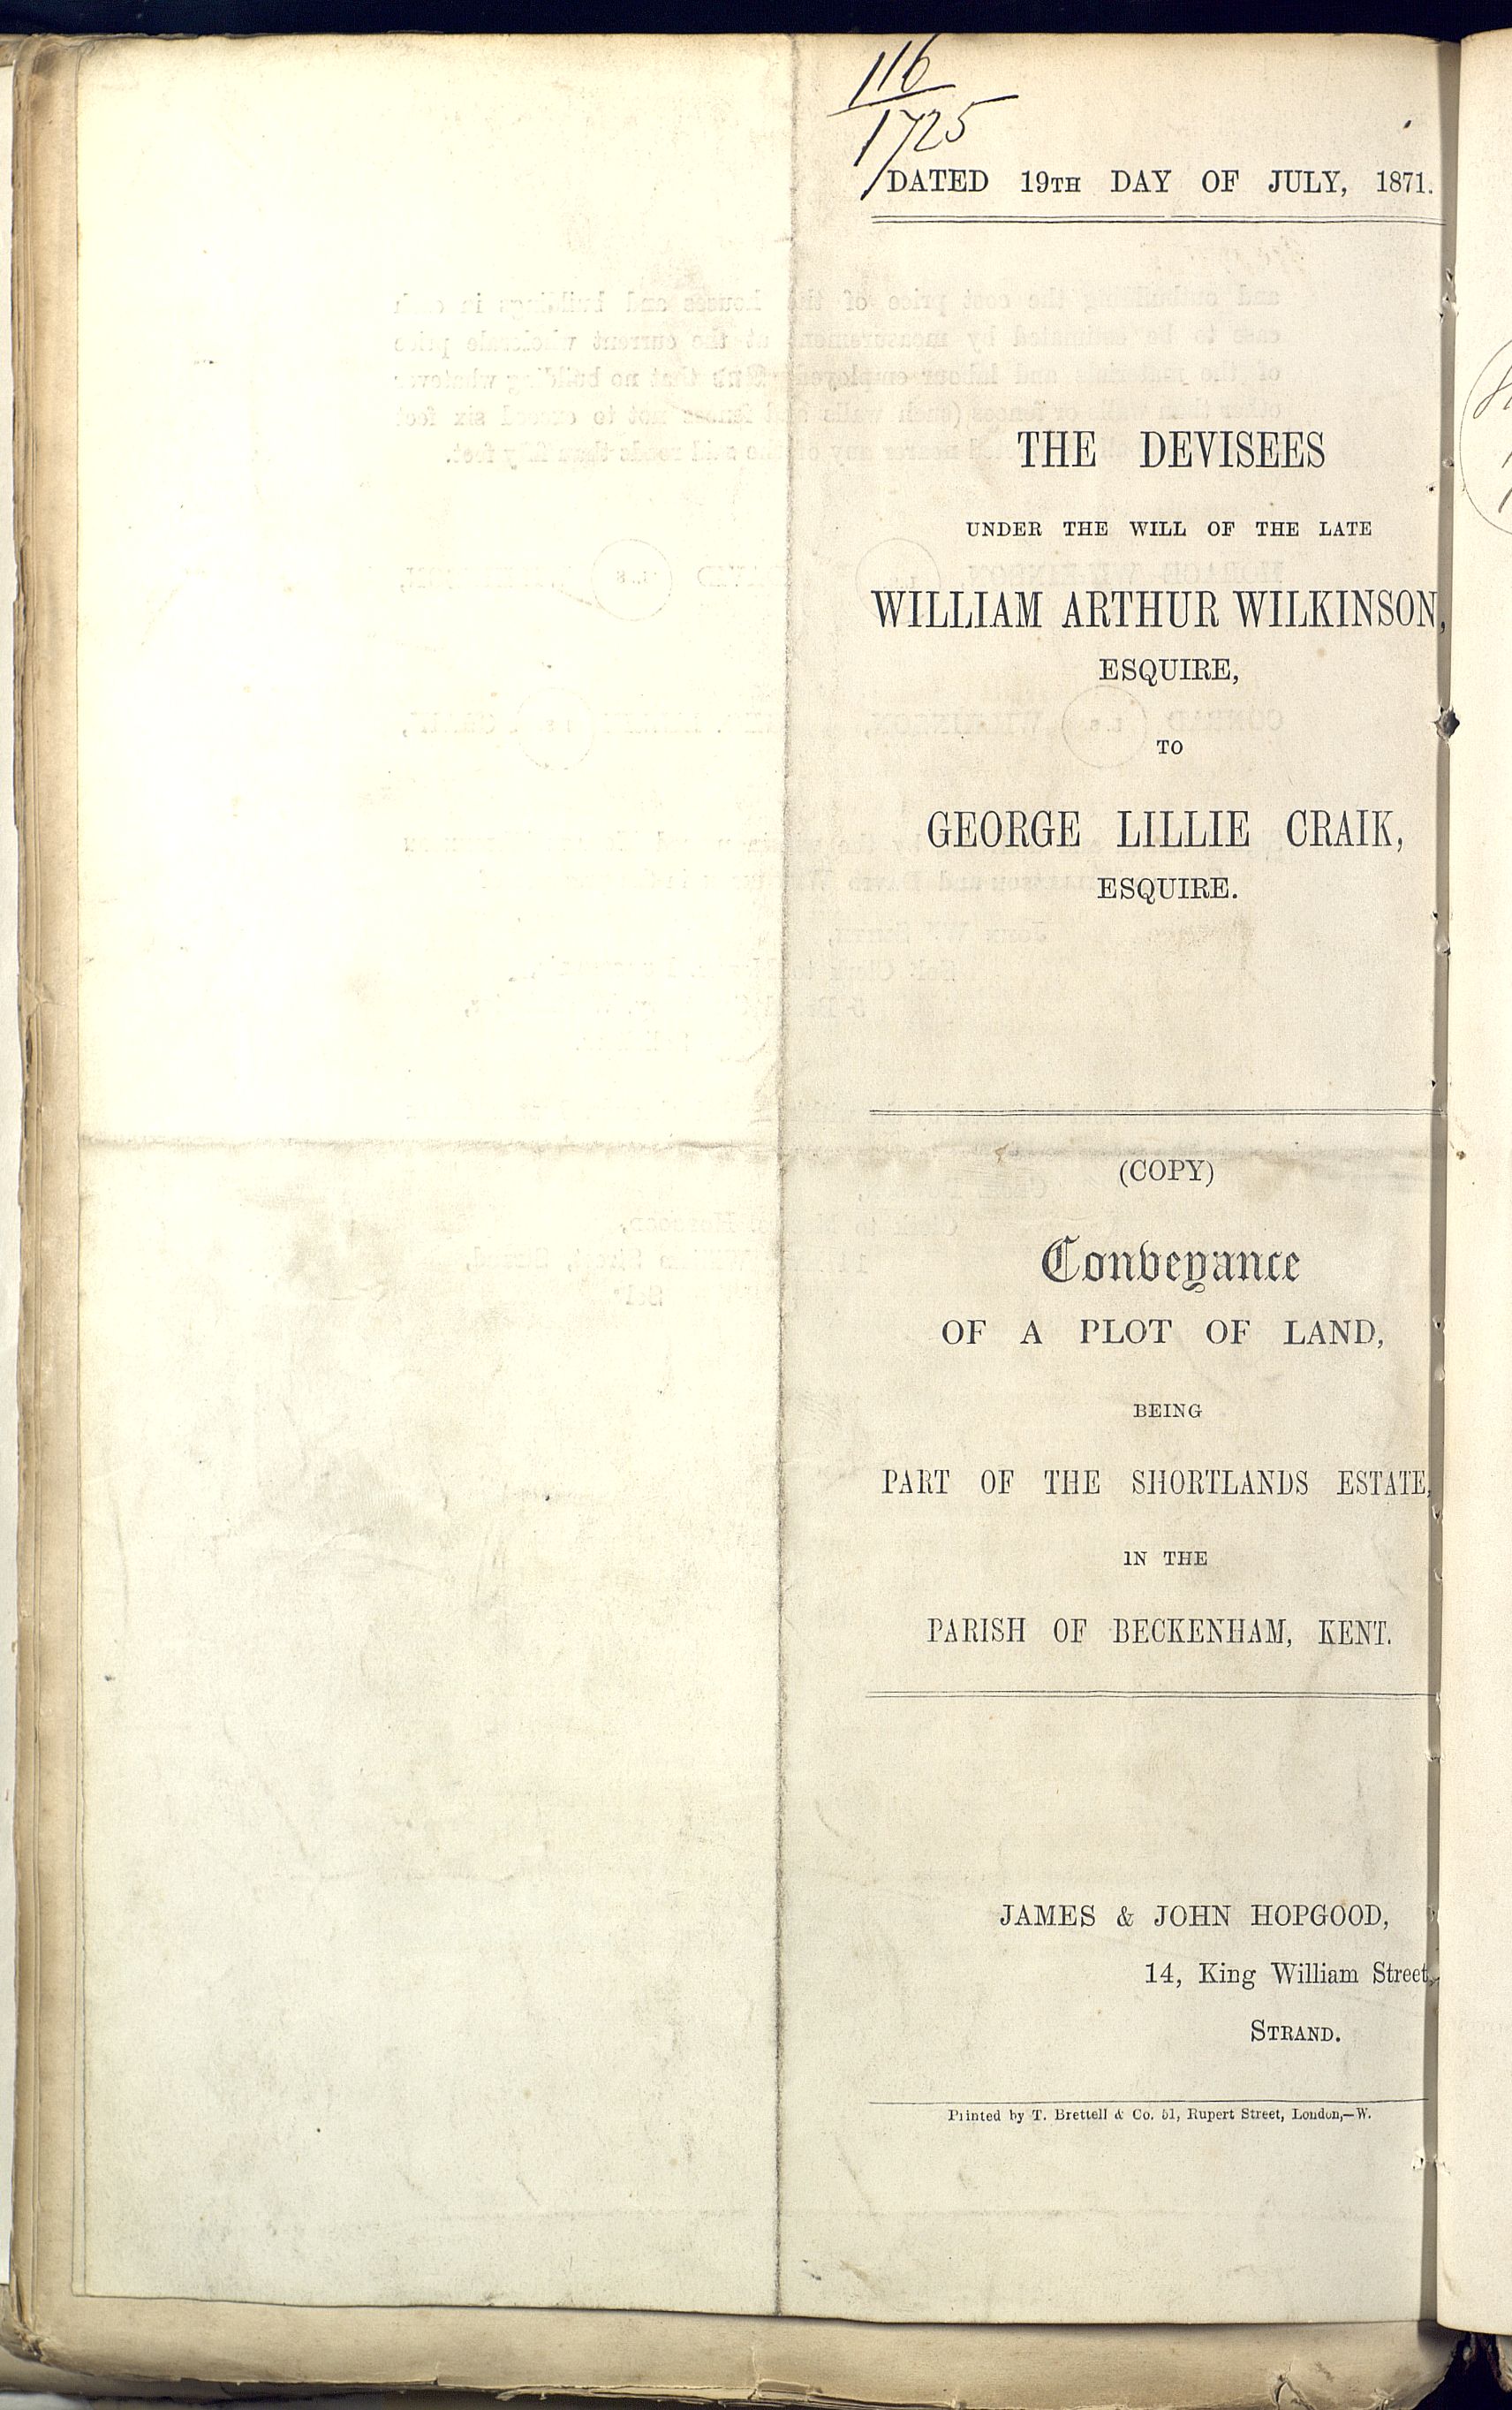 116
1725
DATED 19TH DAY OF JULY, 1871.
THE DEVISEES
UNDER THE WILL OF THE LATE
WILLIAM ARTHUR WILKINSON,
ESQUIRE,
TO
GEORGE LILLIE CRAIK,
ESQUIRE.
(COPY)
Conveyance
OF A PLOT OF LAND,
BEING
PART OF THE SHORTLANDS ESTATE,
IN THE
PARISH OF BECKENHAM, KENT.
JAMES & JOHN HOPGOOD,
14, King William Street,
STRAND.
Printed by T. Brettell & Co. 51, Rupert Street, London,—W.